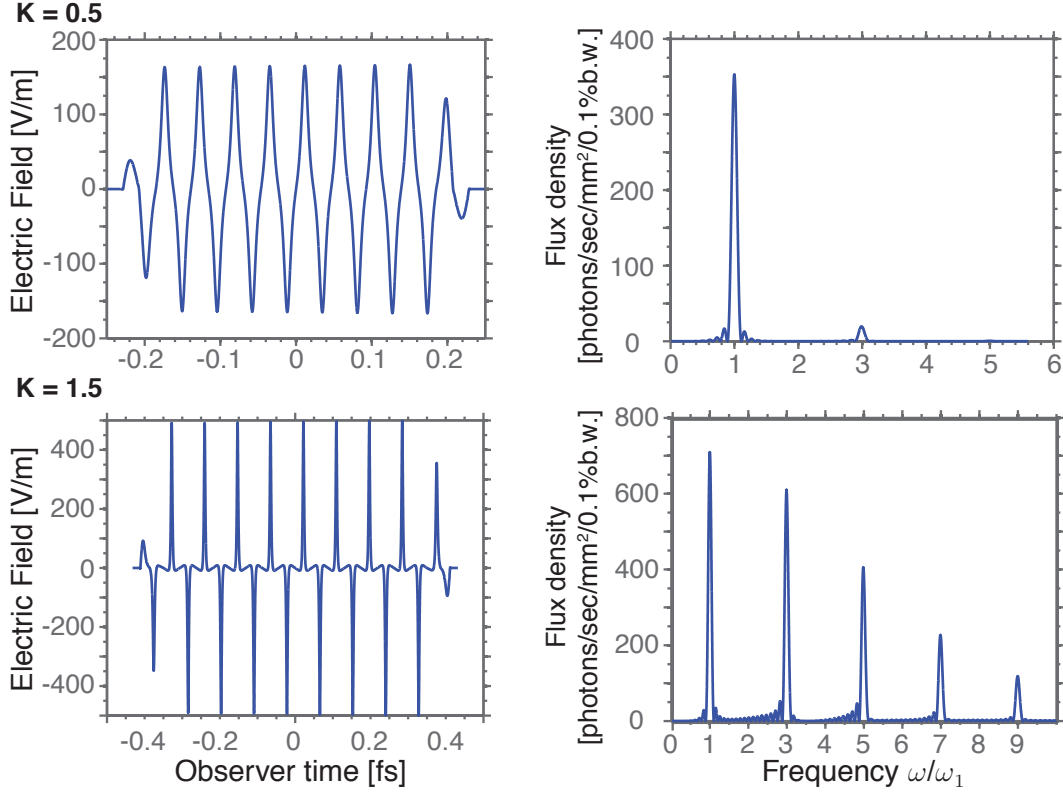 K = 0.5
Electric Field [V/m]
200
100
0
-100
-200
-0.2 -0.1 0 0.1 0.2
Flux density
[photons/sec/mm²/0.1%b.w.]
400
300
200
300
100
0
0 1 2 3 4 5 6
K = 1.5
Electric Field [V/m]
400
200
0
-200
-400
-0.4 -0.2 0 0.2 0.4
Observer time [fs]
Flux density
[photons/sec/mm²/0.1%b.w.]
800
600
400
200
0
0 1 2 3 4 5 6 7 8 9
Frequency ω/ω₁